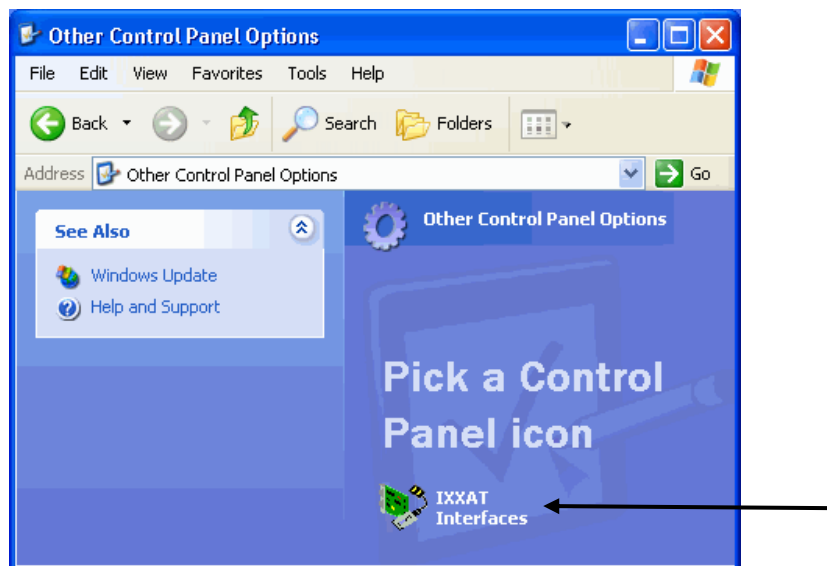 Other Control Panel Options
File Edit View Favorites Tools Help
Back Search Folders
Address Other Control Panel Options Go
See Also
Windows Update
Help and Support
Other Control Panel Options
Pick a Control
Panel icon
IXXAT
Interfaces